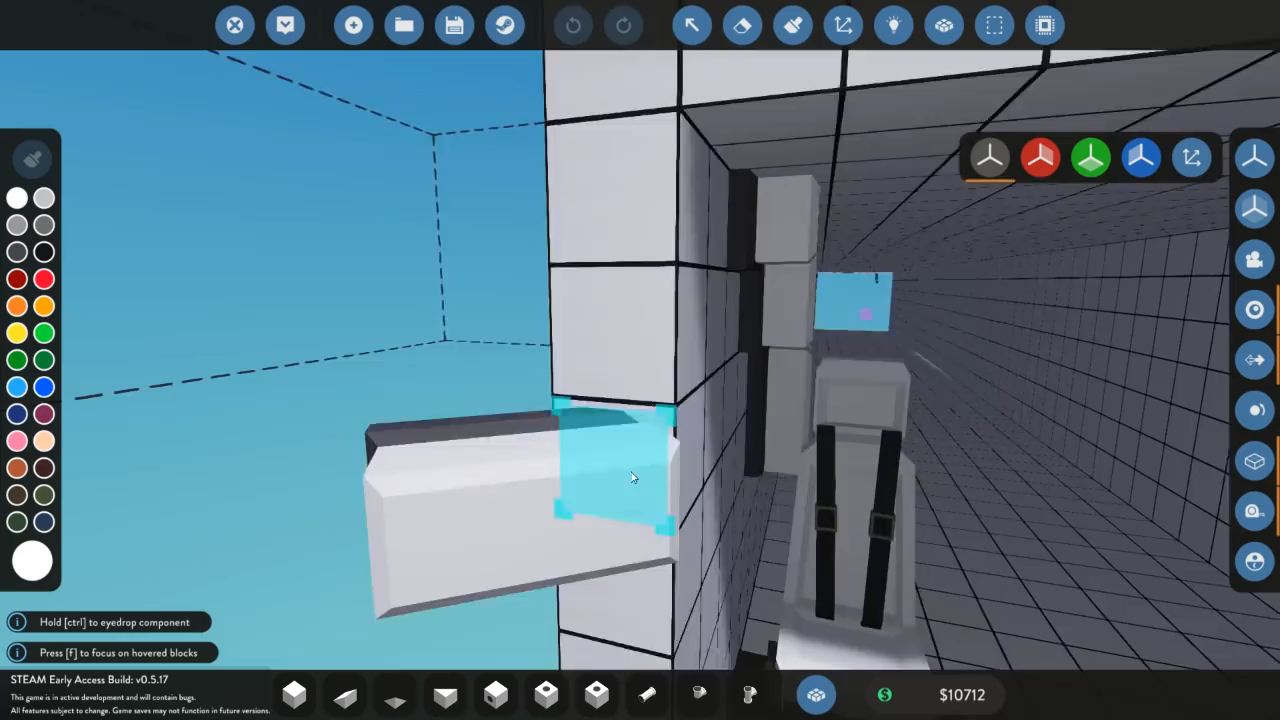 Hold [ctrl] to eyedrop component
Press [f] to focus on hovered blocks
STEAM Early Access Build: v0.5.17
This game is in active development and will contain bugs.
All features subject to change. Game saves may not function in future versions.
$
$10712